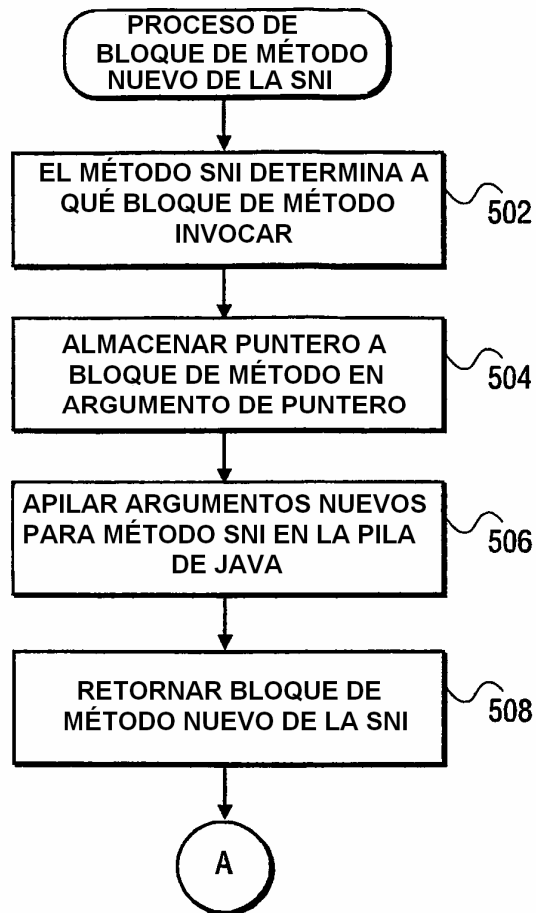 PROCESO DE
BLOQUE DE MÉTODO
NUEVO DE LA SNI
EL MÉTODO SNI DETERMINA A
QUÉ BLOQUE DE MÉTODO
INVOCAR
502
ALMACENAR PUNTERO A
BLOQUE DE MÉTODO EN
ARGUMENTO DE PUNTERO
504
APILAR ARGUMENTOS NUEVOS
PARA MÉTODO SNI EN LA PILA
DE JAVA
506
RETORNAR BLOQUE DE
MÉTODO NUEVO DE LA SNI
508
A